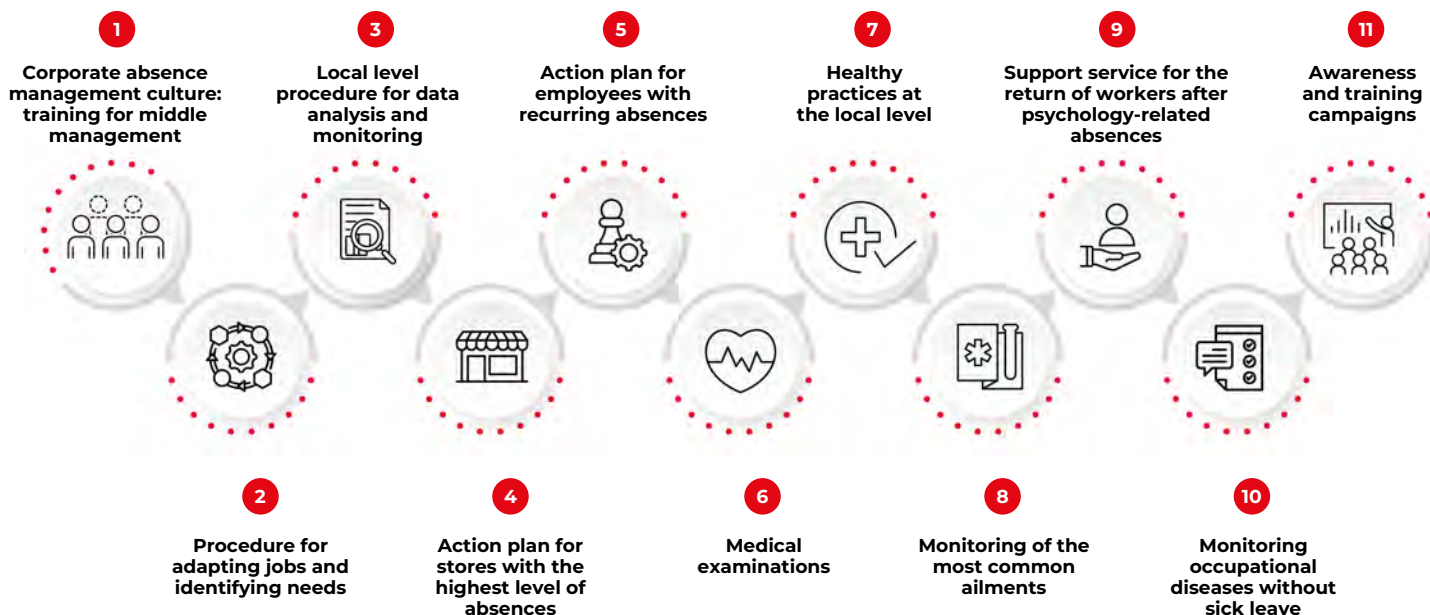 1
Corporate absence
management culture:
training for middle
management
2
Procedure for
adapting jobs and
identifying needs
3
Local level
procedure for data
analysis and
monitoring
4
Action plan for
stores with the
highest level of
absences
5
Action plan for
employees with
recurring absences
6
Medical
examinations
7
Healthy
practices at
the local level
8
Monitoring of the
most common
ailments
9
Support service for the
return of workers after
psychology-related
absences
10
Monitoring
occupational
diseases without
sick leave
11
Awareness
and training
campaigns